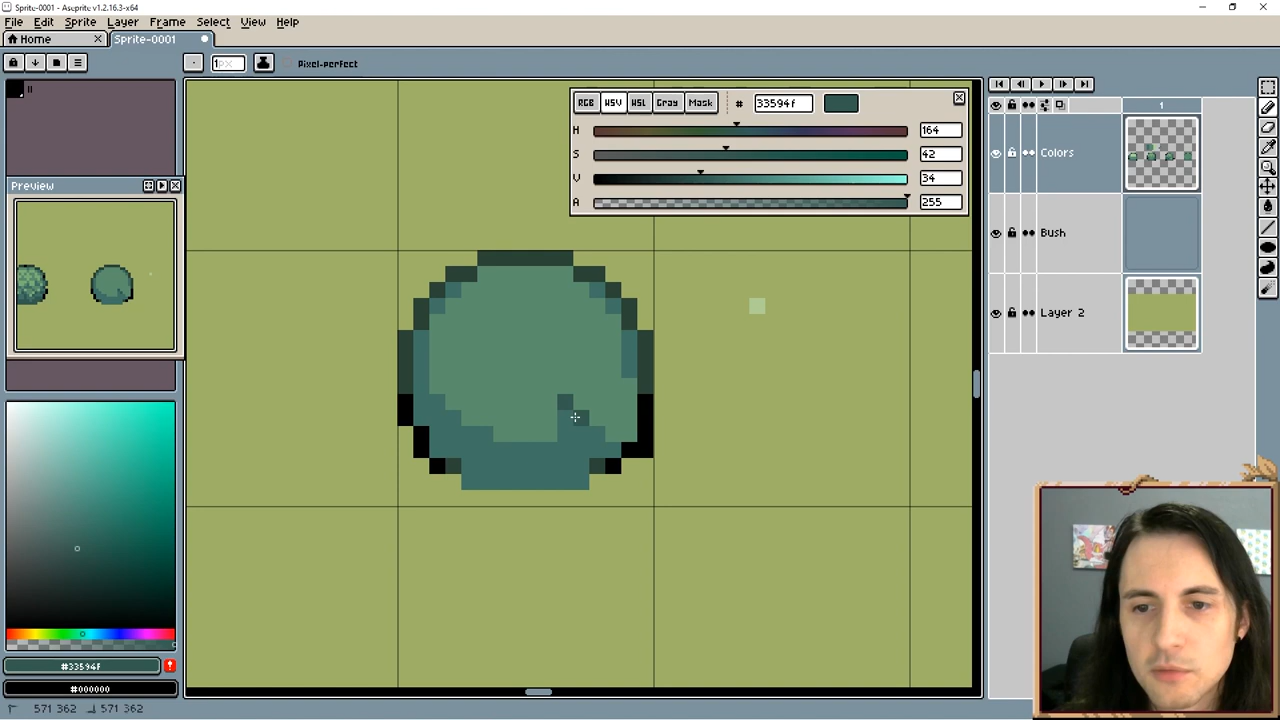 Sprite-0001 - Aseprite v1.2.16.3-x64
File Edit Sprite Layer Frame Select View Help
Home
Sprite-0001
1px
Pixel-perfect
RGB HSV HSL Gray Mask # 33594f
H 164
S 42
V 34
A 255
Preview
1
Colors
Bush
Layer 2
#33594f
#000000
571 362 571 362